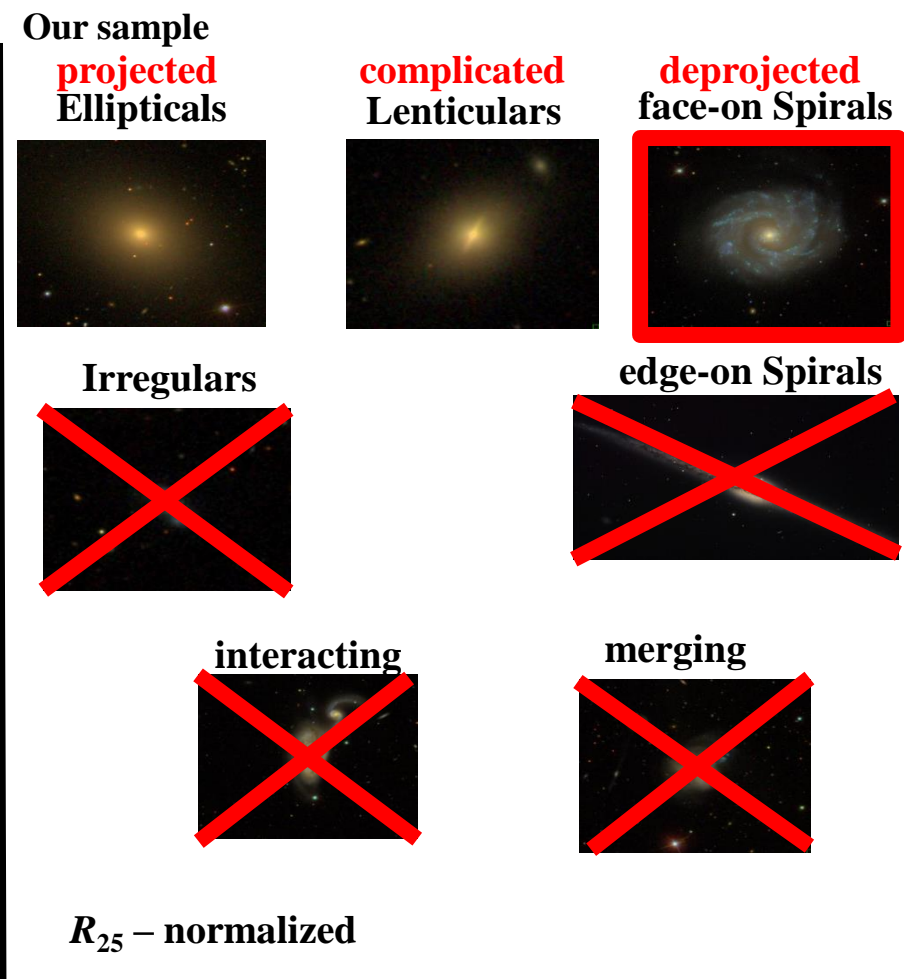 Our sample
projected
Ellipticals
complicated
Lenticulars
deprojected
face-on Spirals
Irregulars
edge-on Spirals
interacting
merging
R₂₅ – normalized